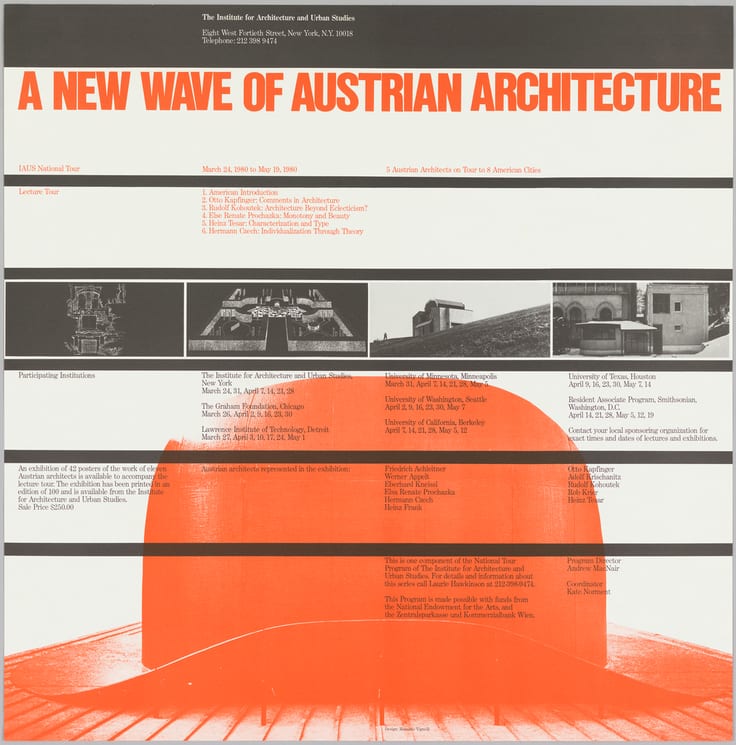 The Institute for Architecture and Urban Studies
Eight West Fortieth Street, New York, N.Y. 10018
Telephone: 212 398 9474
A NEW WAVE OF AUSTRIAN ARCHITECTURE
IAUS National Tour
March 24, 1980 to May 19, 1980
5 Austrian Architects on Tour to 8 American Cities
Lecture Tour
1. American Introduction
2. Otto Kapfinger: Comments in Architecture
3. Rudolf Kohoutek: Architecture Beyond Eclecticism?
4. Else Renate Prochazka: Monotony and Beauty
5. Heinz Tesar: Characterization and Type
6. Hermann Czech: Individualization Through Theory
Participating Institutions
The Institute for Architecture and Urban Studies,
New York
March 24, 31, April 7, 14, 21, 28
The Graham Foundation, Chicago
March 26, April 2, 9, 16, 23, 30
Lawrence Institute of Technology, Detroit
March 27, April 3, 10, 17, 24, May 1
University of Minnesota, Minneapolis
March 31, April 7, 14, 21, 28, May 5
University of Washington, Seattle
April 2, 9, 16, 23, 30, May 7
University of California, Berkeley
April 7, 14, 21, 28, May 5, 12
University of Texas, Houston
April 9, 16, 23, 30, May 7, 14
Resident Associate Program, Smithsonian,
Washington, D.C.
April 14, 21, 28, May 5, 12, 19
Contact your local sponsoring organization for
exact times and dates of lectures and exhibitions.
An exhibition of 42 posters of the work of eleven
Austrian architects is available to accompany the
lecture tour. The exhibition has been printed in an
edition of 100 and is available from the Institute
for Architecture and Urban Studies.
Sale Price $250.00
Austrian architects represented in the exhibition:
Friedrich Achleitner
Werner Appelt
Eberhard Kneissl
Elsa Renate Prochazka
Hermann Czech
Heinz Frank
Otto Kapfinger
Adolf Krischanitz
Rudolf Kohoutek
Rob Krier
Heinz Tesar
This is one component of the National Tour
Program of The Institute for Architecture and
Urban Studies. For details and information about
this series call Laurie Hawkinson at 212-398-9474.
This Program is made possible with funds from
the National Endowment for the Arts, and
the Zentralsparkasse und Kommerzialbank Wien.
Program Director
Andrew MacNair
Coordinator
Kate Norment
Design: Massimo Vignelli